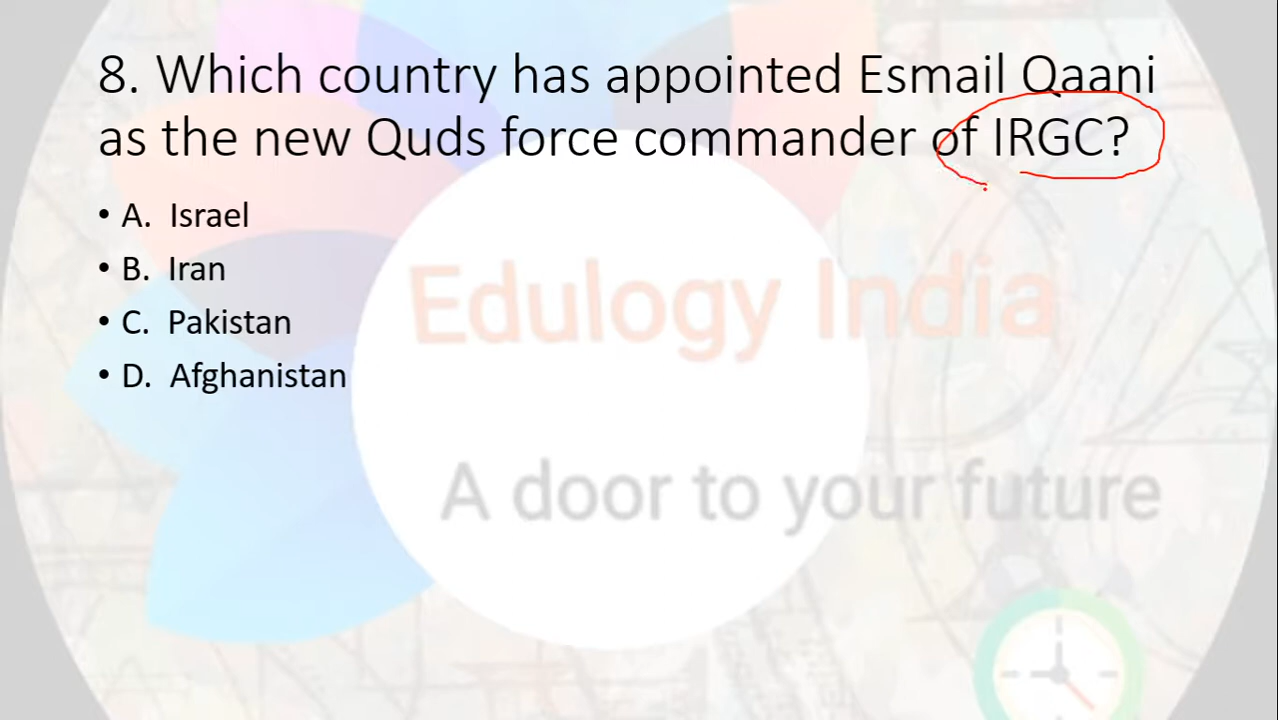 8. Which country has appointed Esmail Qaani
as the new Quds force commander of IRGC?
• A. Israel
• B. Iran
• C. Pakistan
• D. Afghanistan
Edulogy India
A door to your future